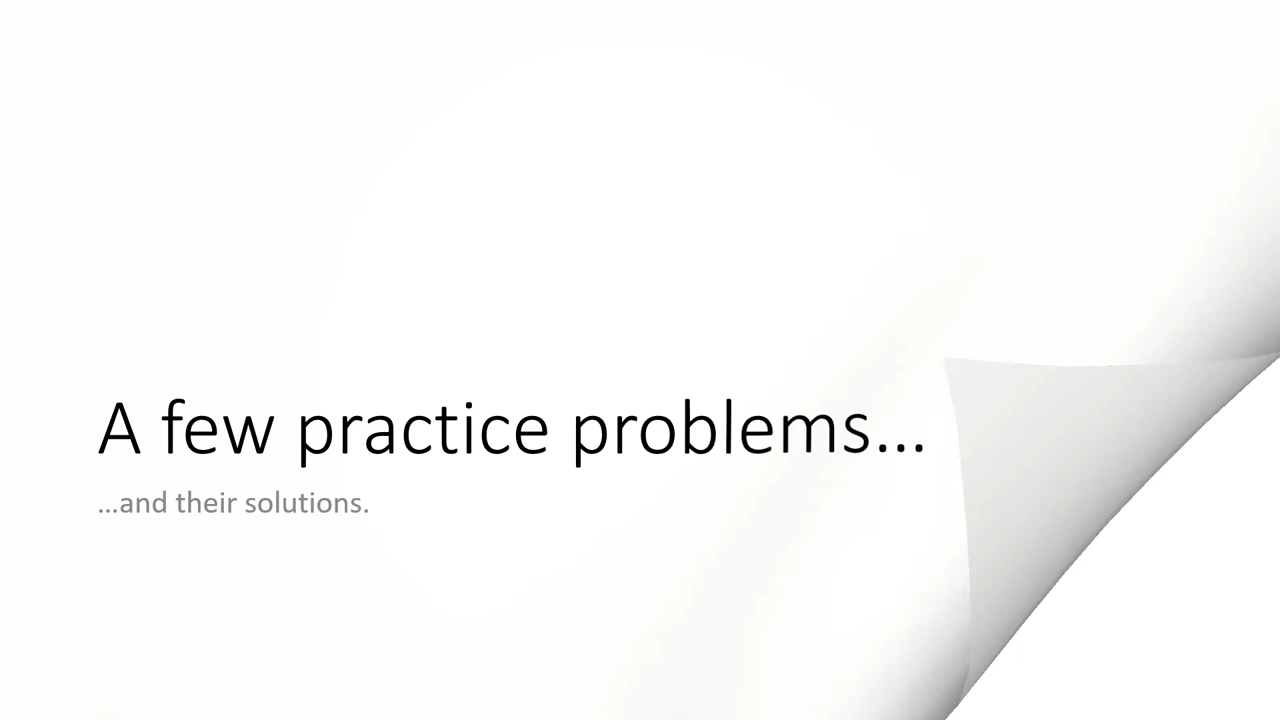 A few practice problems…
…and their solutions.